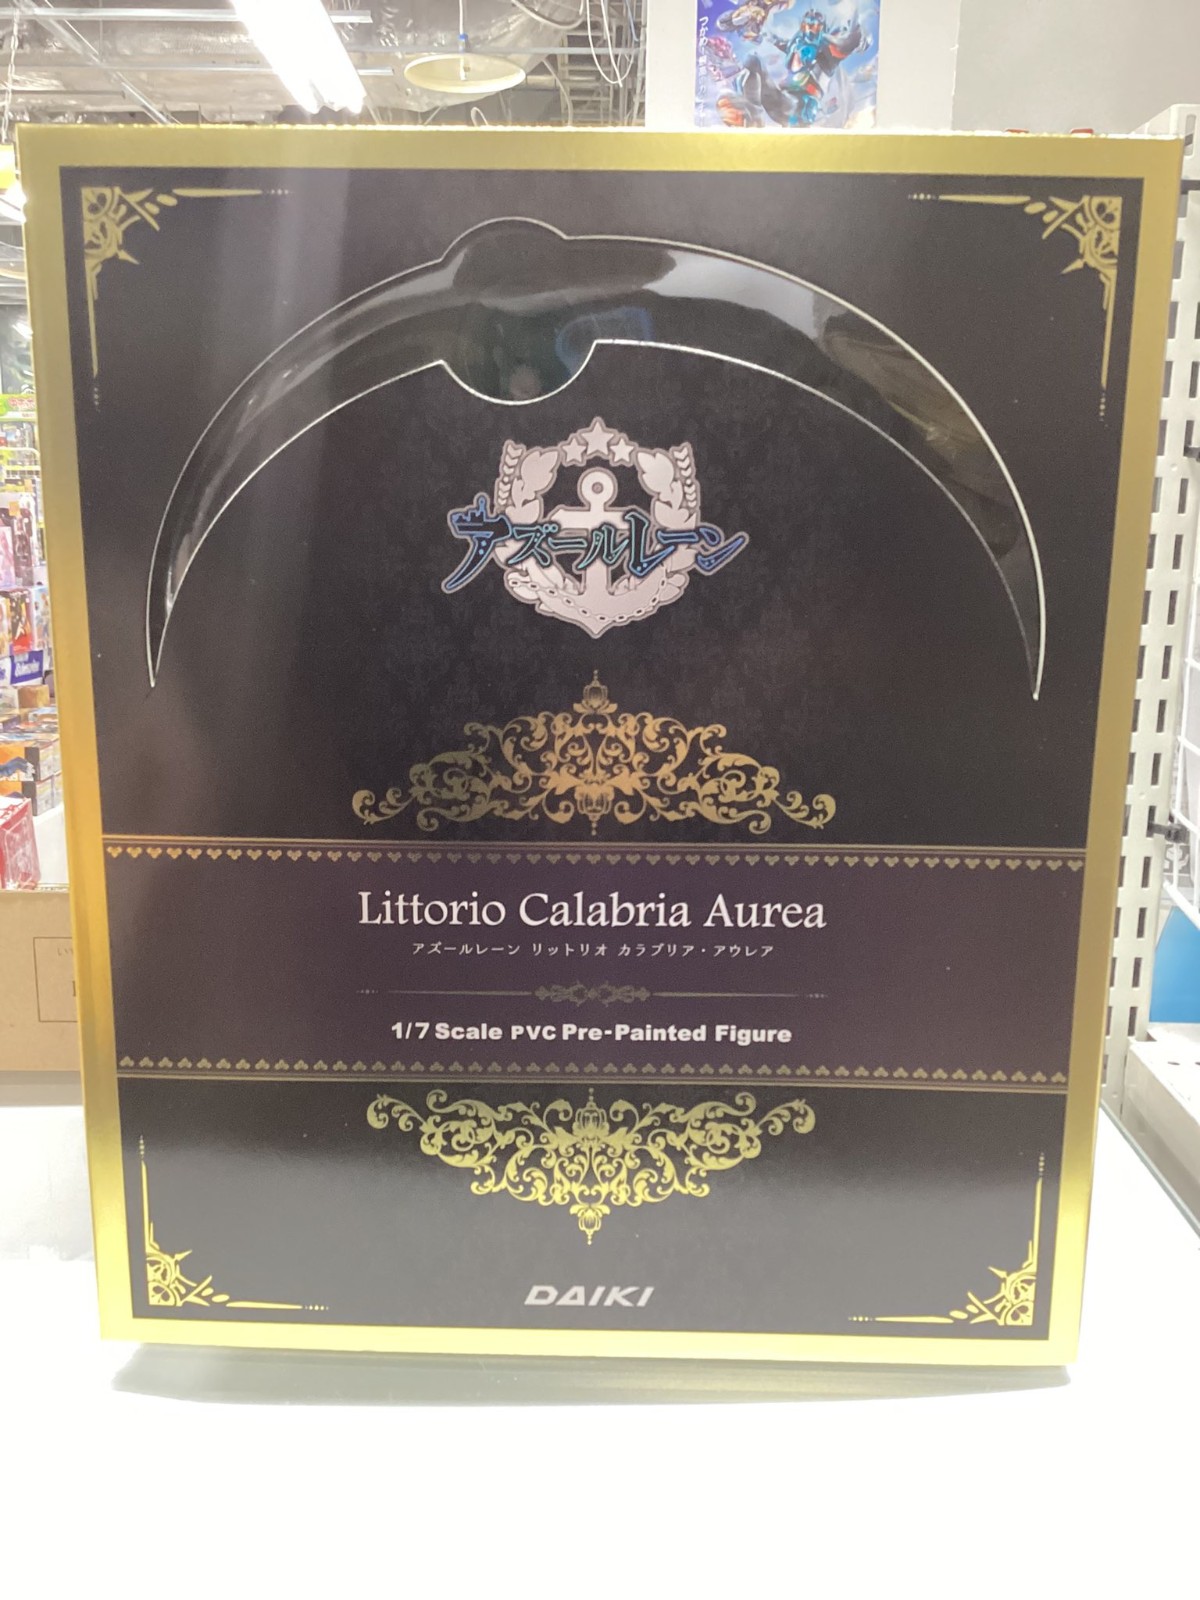 アズールレーン
Littorio Calabria Aurea
アズールレーン リットリオ カラブリア・アウレア
1/7 Scale PVC Pre-Painted Figure
DAIKI